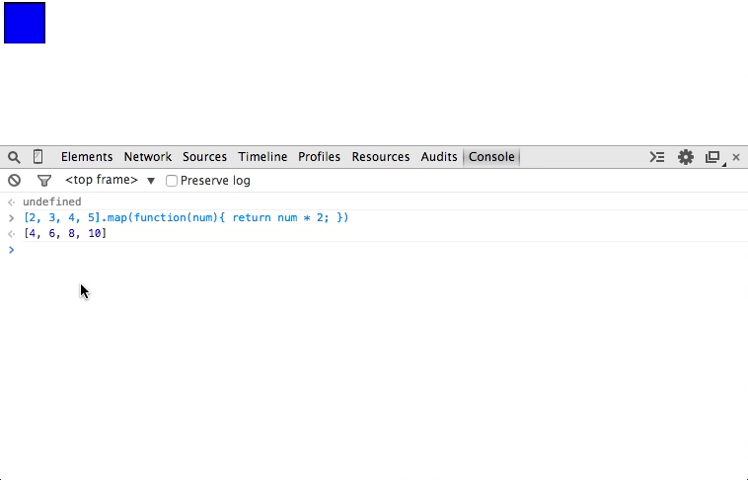 Elements Network Sources Timeline Profiles Resources Audits Console
<top frame> Preserve log
undefined
[2, 3, 4, 5].map(function(num){ return num * 2; })
[4, 6, 8, 10]